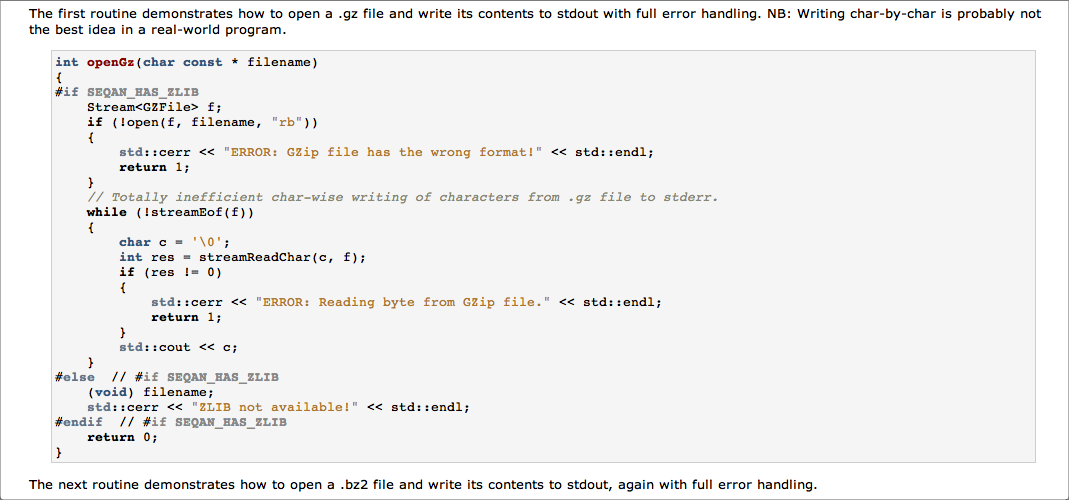 The first routine demonstrates how to open a .gz file and write its contents to stdout with full error handling. NB: Writing char-by-char is probably not
the best idea in a real-world program.
int openGz(char const * filename)
{
#if SEQAN_HAS_ZLIB
    Stream<GZFile> f;
    if (!open(f, filename, "rb"))
    {
        std::cerr << "ERROR: GZip file has the wrong format!" << std::endl;
        return 1;
    }
    // Totally inefficient char-wise writing of characters from .gz file to stderr.
    while (!streamEof(f))
    {
        char c = '\0';
        int res = streamReadChar(c, f);
        if (res != 0)
        {
            std::cerr << "ERROR: Reading byte from GZip file." << std::endl;
            return 1;
        }
        std::cout << c;
    }
#else  // #if SEQAN_HAS_ZLIB
    (void) filename;
    std::cerr << "ZLIB not available!" << std::endl;
#endif  // #if SEQAN_HAS_ZLIB
    return 0;
}
The next routine demonstrates how to open a .bz2 file and write its contents to stdout, again with full error handling.